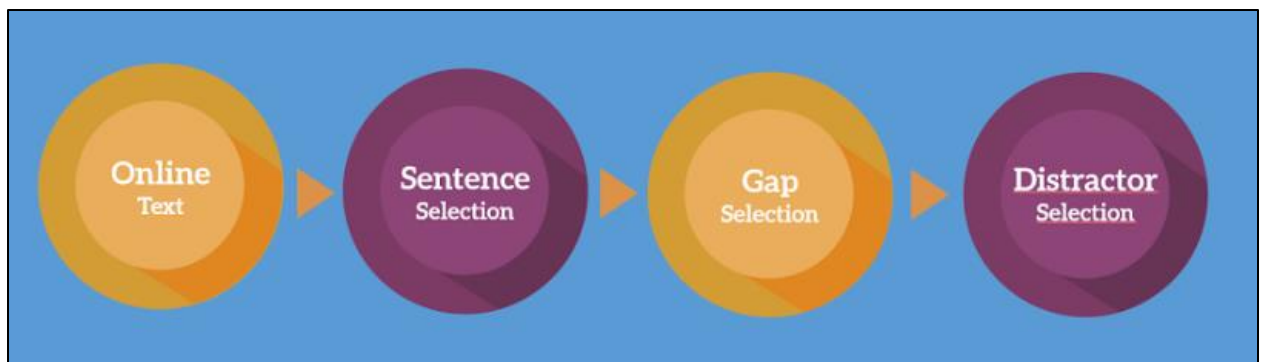 Online
Text
Sentence
Selection
Gap
Selection
Distractor
Selection